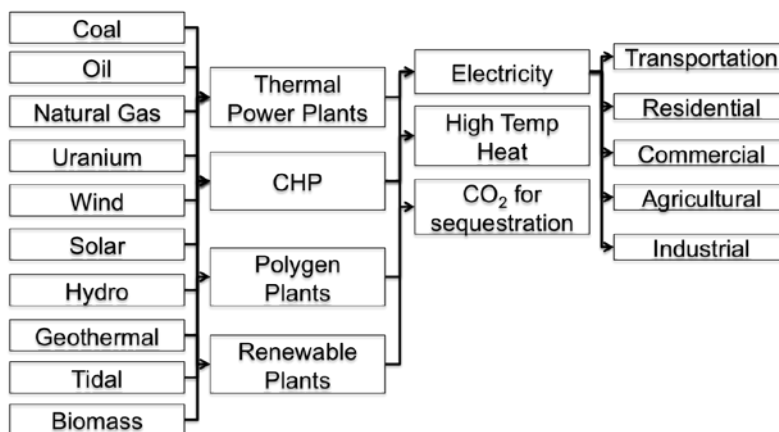 Coal
Oil
Natural Gas
Uranium
Wind
Solar
Hydro
Geothermal
Tidal
Biomass
Thermal
Power Plants
CHP
Polygen
Plants
Renewable
Plants
Electricity
High Temp
Heat
CO₂ for
sequestration
Transportation
Residential
Commercial
Agricultural
Industrial